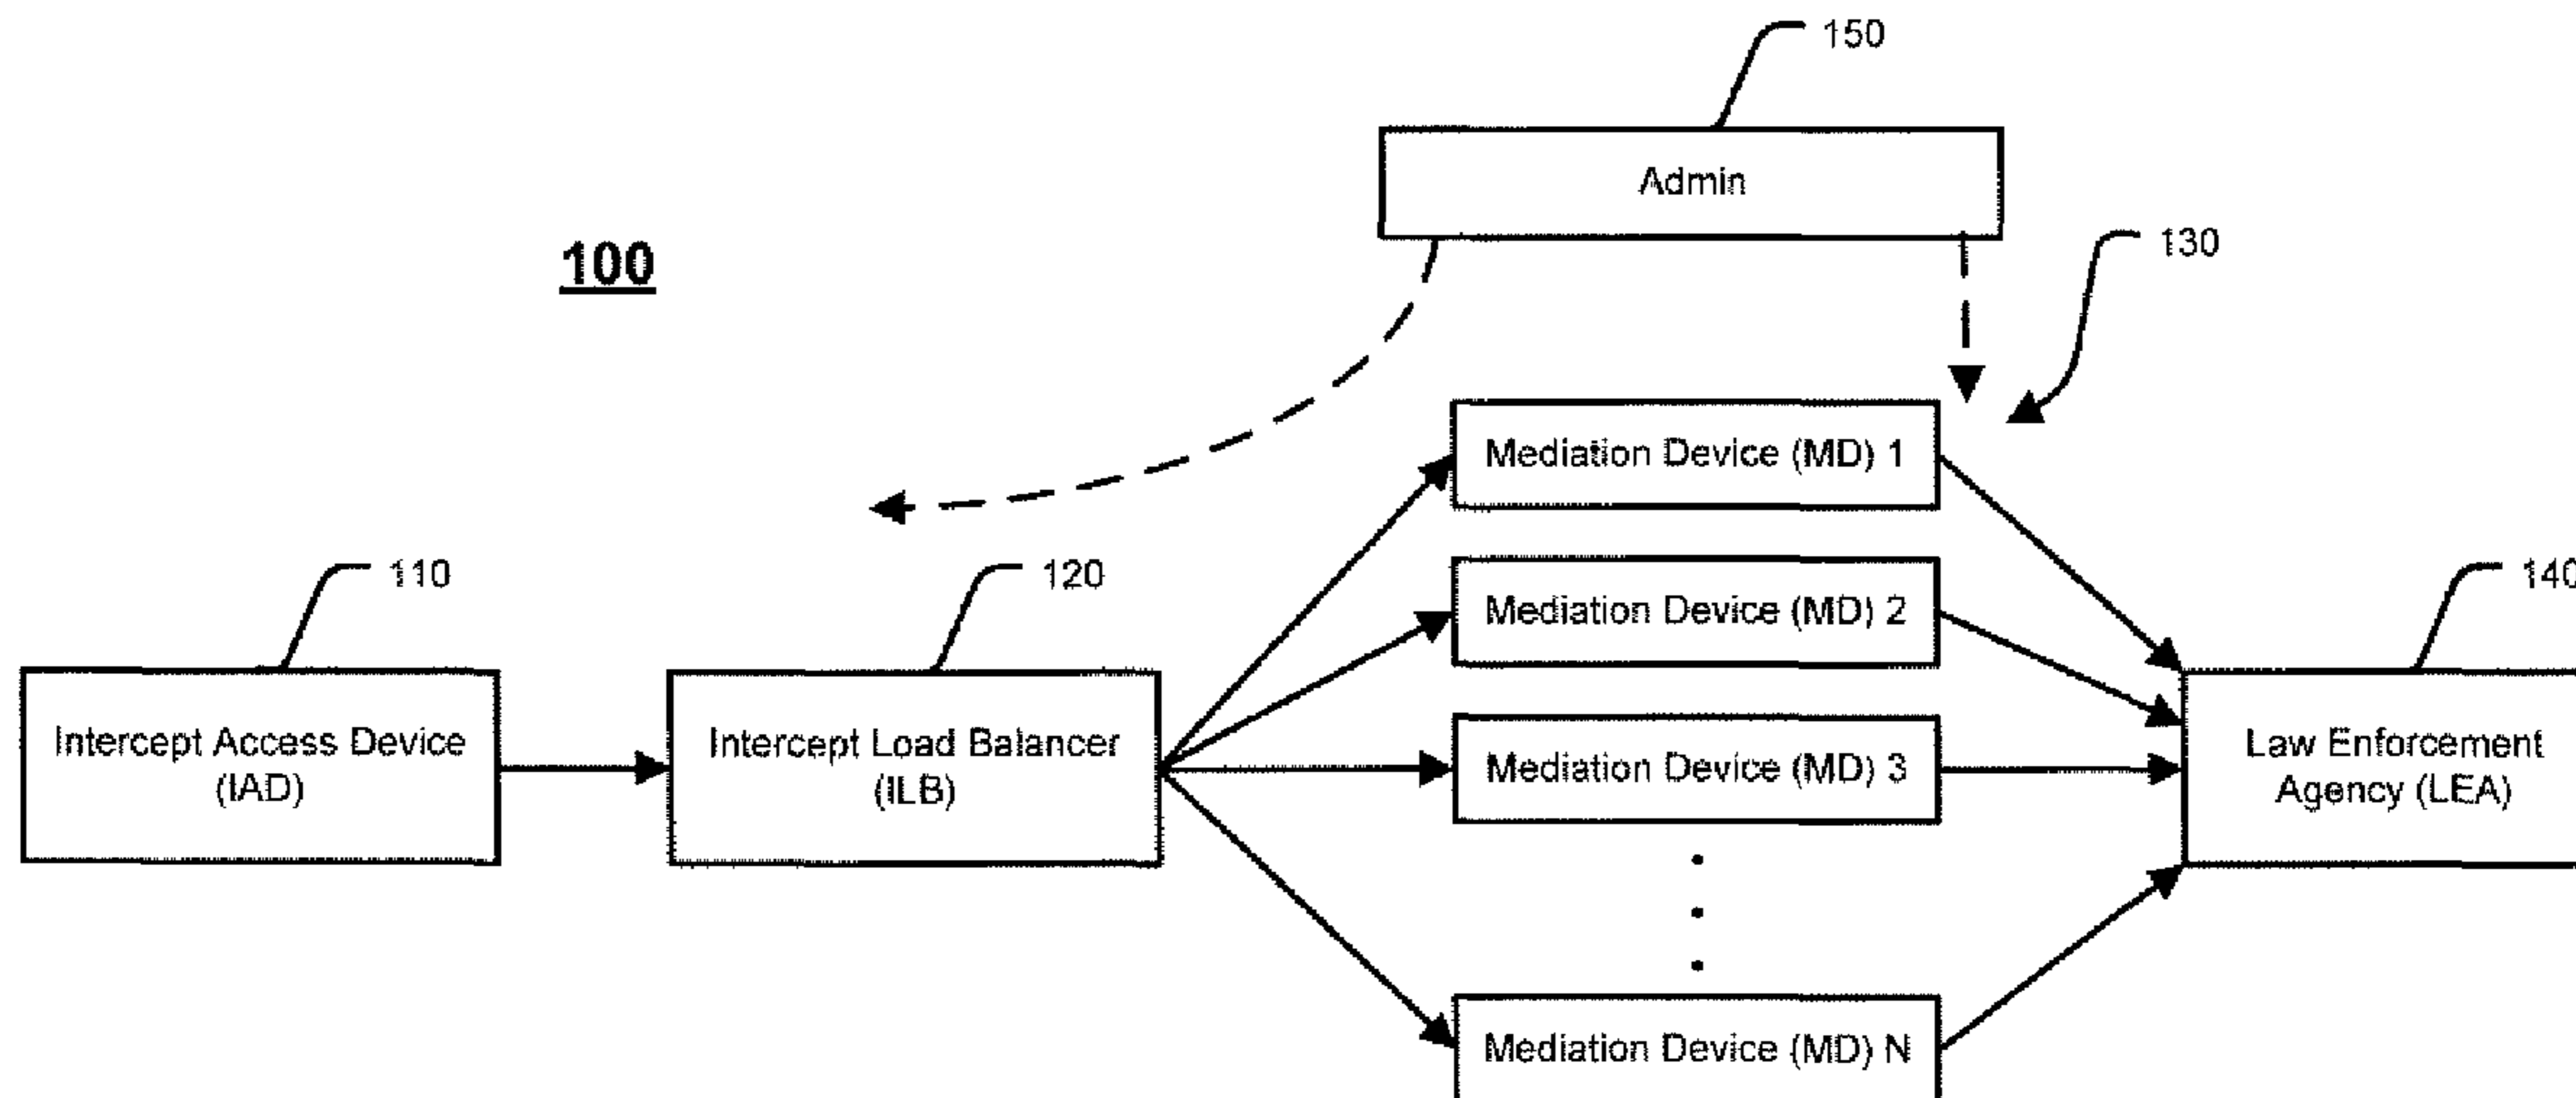 150
Admin
100
130
Mediation Device (MD) 1
110
120
Mediation Device (MD) 2
140
Intercept Access Device
(IAD)
Intercept Load Balancer
(ILB)
Mediation Device (MD) 3
Law Enforcement
Agency (LEA)
Mediation Device (MD) N